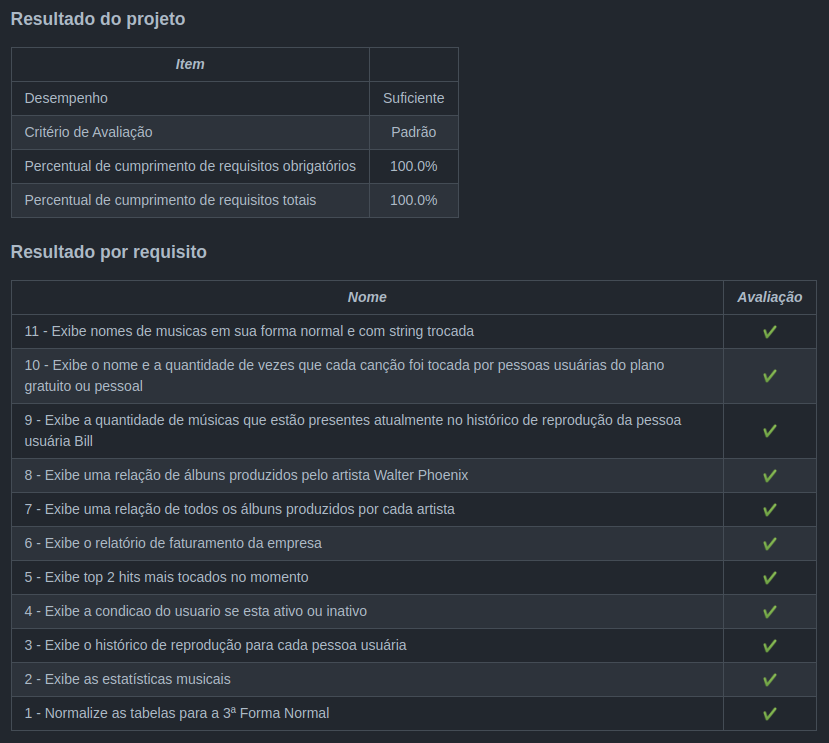 Resultado do projeto
Item
Desempenho Suficiente
Critério de Avaliação Padrão
Percentual de cumprimento de requisitos obrigatórios 100.0%
Percentual de cumprimento de requisitos totais 100.0%
Resultado por requisito
Nome Avaliação
11 - Exibe nomes de musicas em sua forma normal e com string trocada ✔
10 - Exibe o nome e a quantidade de vezes que cada canção foi tocada por pessoas usuárias do plano
gratuito ou pessoal ✔
9 - Exibe a quantidade de músicas que estão presentes atualmente no histórico de reprodução da pessoa
usuária Bill ✔
8 - Exibe uma relação de álbuns produzidos pelo artista Walter Phoenix ✔
7 - Exibe uma relação de todos os álbuns produzidos por cada artista ✔
6 - Exibe o relatório de faturamento da empresa ✔
5 - Exibe top 2 hits mais tocados no momento ✔
4 - Exibe a condicao do usuario se esta ativo ou inativo ✔
3 - Exibe o histórico de reprodução para cada pessoa usuária ✔
2 - Exibe as estatísticas musicais ✔
1 - Normalize as tabelas para a 3ª Forma Normal ✔